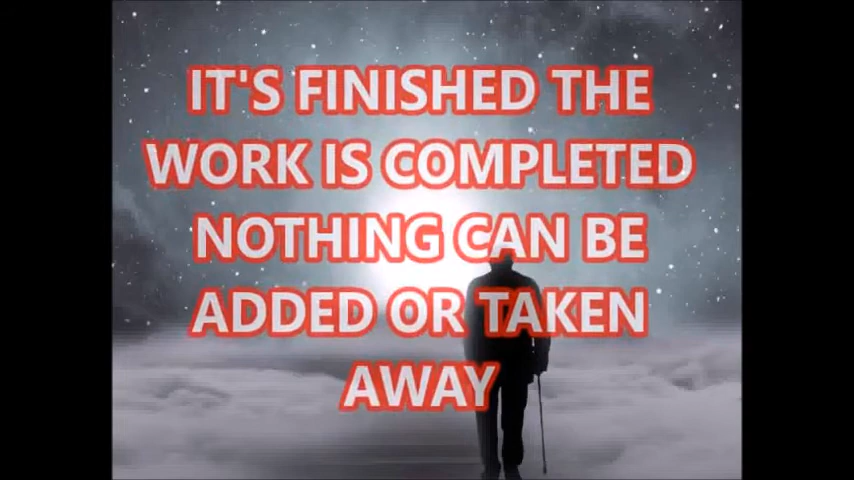 IT'S FINISHED THE
WORK IS COMPLETED
NOTHING CAN BE
ADDED OR TAKEN
AWAY